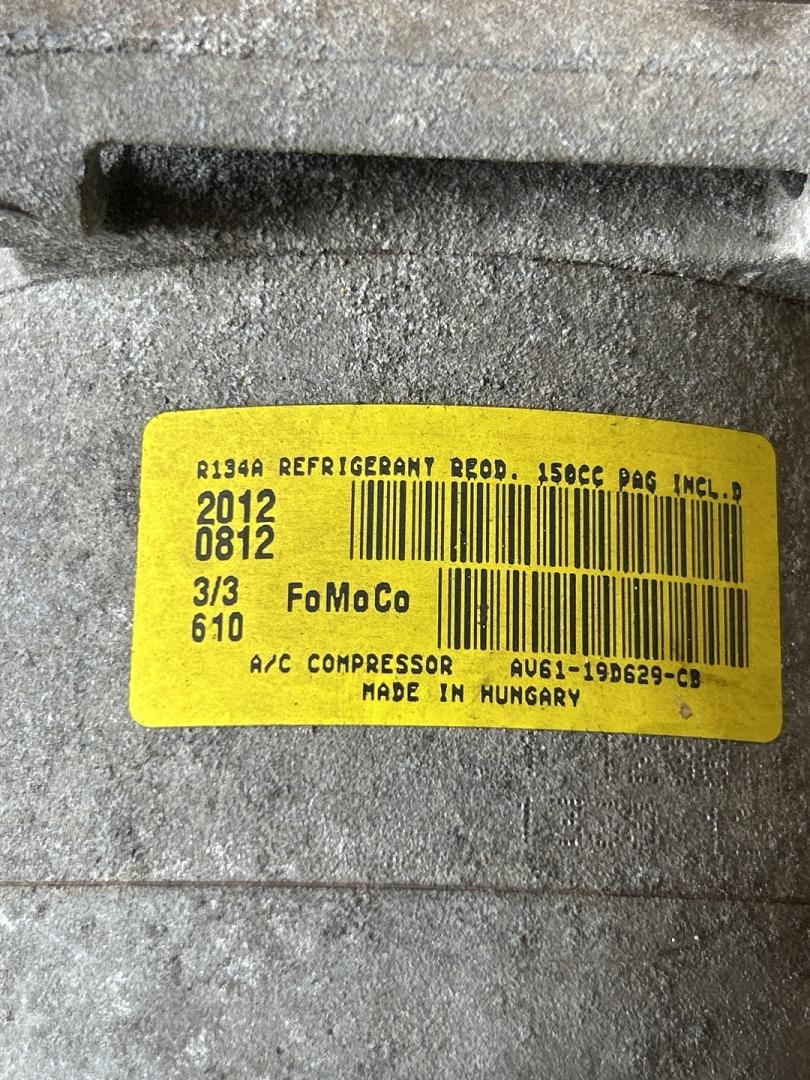 R134A REFRIGERANT REQD. 150CC PAG INCL.D
2012
0812
3/3 FoMoCo
610
A/C COMPRESSOR AV61-19D629-CB
MADE IN HUNGARY